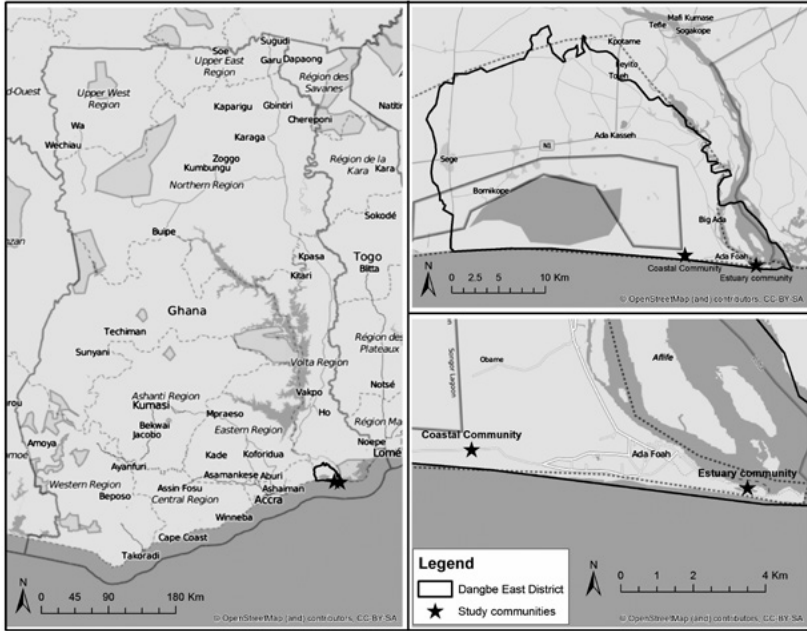 Sugudi
Soe
Upper East
Region
Garu
Dapaong
Région des
Savanes
Upper West
Region
Kaparigu
Gbintiri
Wa
Chereponi
Karaga
Wechiau
Zoggo
Kumbungu
Région de la
Kara
Kara
Northern Region
Sokodé
Buipe
Kpasa
Togo
Kitari
Blitta
Ghana
Techiman
Région des
Plateaux
Sunyani
Volta Region
Notsé
Ashanti Region
Vakpo
Kumasi
Mpraeso
Ho
Bekwai
Jacobo
Eastern Region
Noepe
Amoya
Kade
Koforidua
Lomé
Ayanfuri
Asamankese
Aburi
Western Region
Assin Fosu
Ashaiman
Beposo
Central Region
Accra
Winneba
Cape Coast
Takoradi
N
0 45 90 180 Km
© OpenStreetMap (and) contributors, CC-BY-SA
Mafi Kumase
Tefle
Sogakope
Kpotame
Toueh
Ada Kasseh
N1
Sege
Bornikope
Big Ada
Ada Foah
Coastal Community
Estuary community
N
0 2.5 5 10 Km
© OpenStreetMap (and) contributors, CC-BY-SA
Songor Lagoon
Obame
Aflife
Coastal Community
Ada Foah
Estuary community
Legend
Dangbe East District
Study communities
N
0 1 2 4 Km
© OpenStreetMap (and) contributors, CC-BY-SA